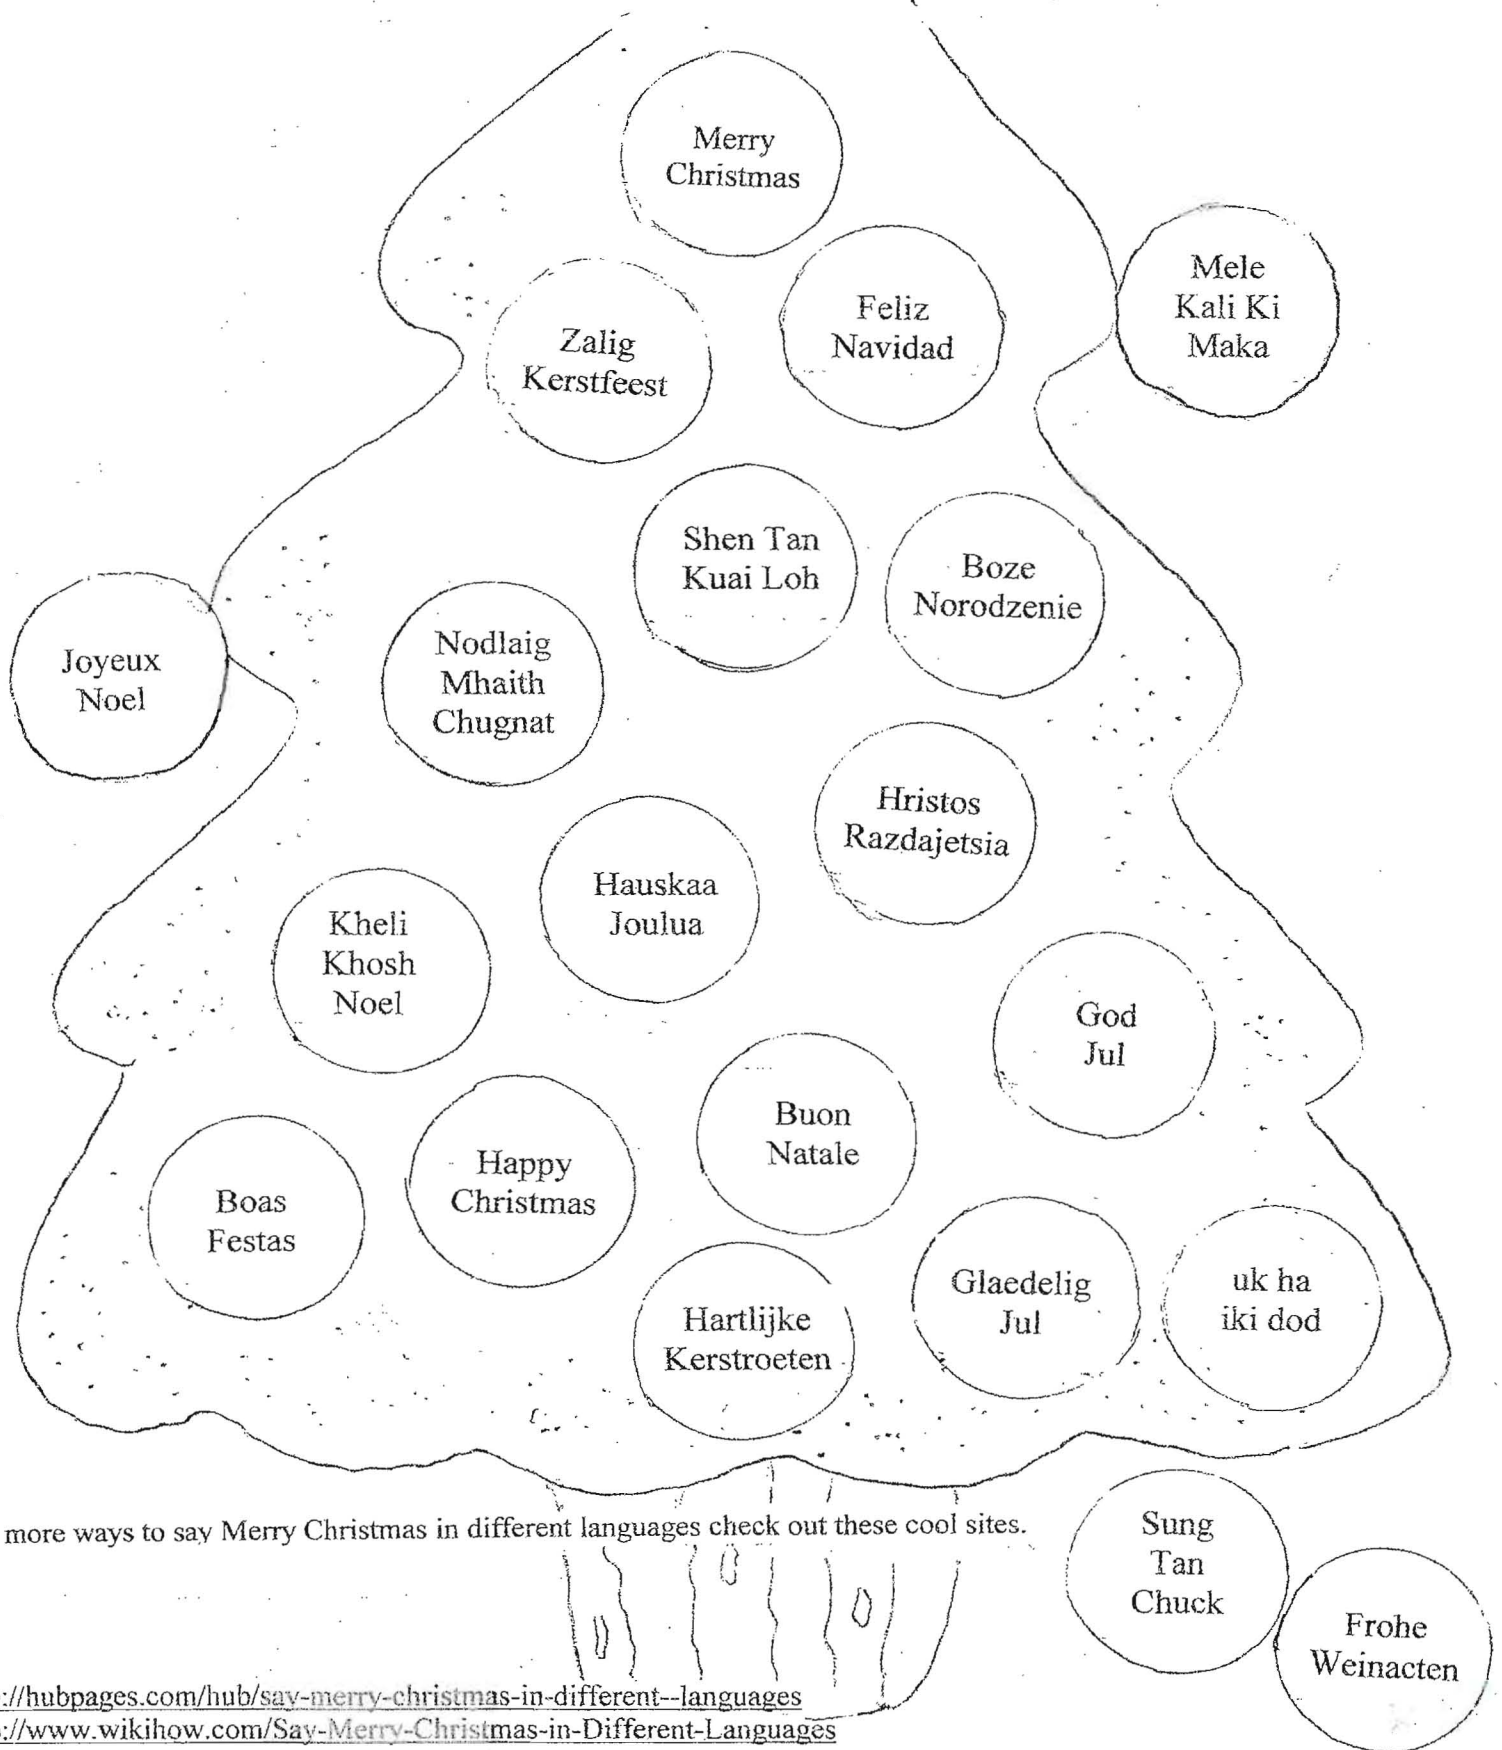 Merry
Christmas
Mele
Kali Ki
Maka
Feliz
Navidad
Zalig
Kerstfeest
Shen Tan
Kuai Loh
Boze
Norodzenie
Joyeux
Noel
Nodlaig
Mhaith
Chugnat
Hristos
Razdajetsia
Hauskaa
Joulua
Kheli
Khosh
Noel
God
Jul
Buon
Natale
Happy
Christmas
Boas
Festas
Glaedelig
Jul
uk ha
iki dod
Hartlijke
Kerstroeten
more ways to say Merry Christmas in different languages check out these cool sites.
Sung
Tan
Chuck
Frohe
Weinacten
://hubpages.com/hub/say-merry-christmas-in-different--languages
://www.wikihow.com/Say-Merry-Christmas-in-Different-Languages